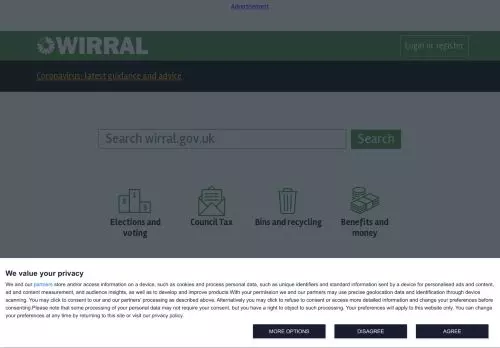 Advertisement
WIRRAL
Login or register
Coronavirus: latest guidance and advice
Search wirral.gov.uk
Search
Elections and
voting
Council Tax
Bins and recycling
Benefits and
money
We value your privacy
We and our partners store and/or access information on a device, such as cookies and process personal data, such as unique identifiers and standard information sent by a device for personalised ads and content,
ad and content measurement, and audience insights, as well as to develop and improve products.With your permission we and our partners may use precise geolocation data and identification through device
scanning. You may click to consent to our and our partners' processing as described above. Alternatively you may click to refuse to consent or access more detailed information and change your preferences before
consenting.Please note that some processing of your personal data may not require your consent, but you have a right to object to such processing. Your preferences will apply to this website only. You can change
your preferences at any time by returning to this site or visit our privacy policy.
MORE OPTIONS
DISAGREE
AGREE